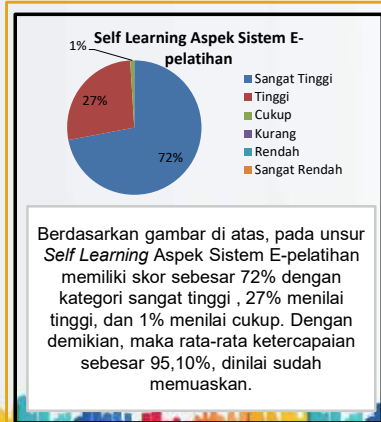 Self Learning Aspek Sistem E-
pelatihan
1%
27%
72%
Sangat Tinggi
Tinggi
Cukup
Kurang
Rendah
Sangat Rendah
Berdasarkan gambar di atas, pada unsur
Self Learning Aspek Sistem E-pelatihan
memiliki skor sebesar 72% dengan
kategori sangat tinggi , 27% menilai
tinggi, dan 1% menilai cukup. Dengan
demikian, maka rata-rata ketercapaian
sebesar 95,10%, dinilai sudah
memuaskan.